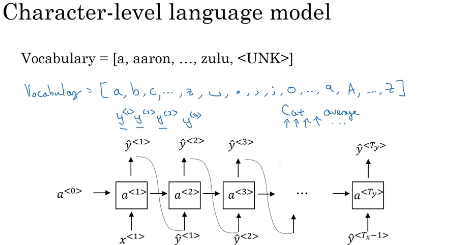 Character-level language model
Vocabulary = [a, aaron, …, zulu, <UNK>]
Vocabulary = [a, b, c, ..., z, ␣, ., ,, ;, 0, ..., 9, A, ..., Z]
y<1> y<2> y<3> y<4>
Cat average
...
ŷ<1> ŷ<2> ŷ<3> ŷ<Ty>
a<0> a<1> a<2> a<3> ⋯ a<Ty>
x<1> ŷ<1> ŷ<2> ŷ<Tx−1>